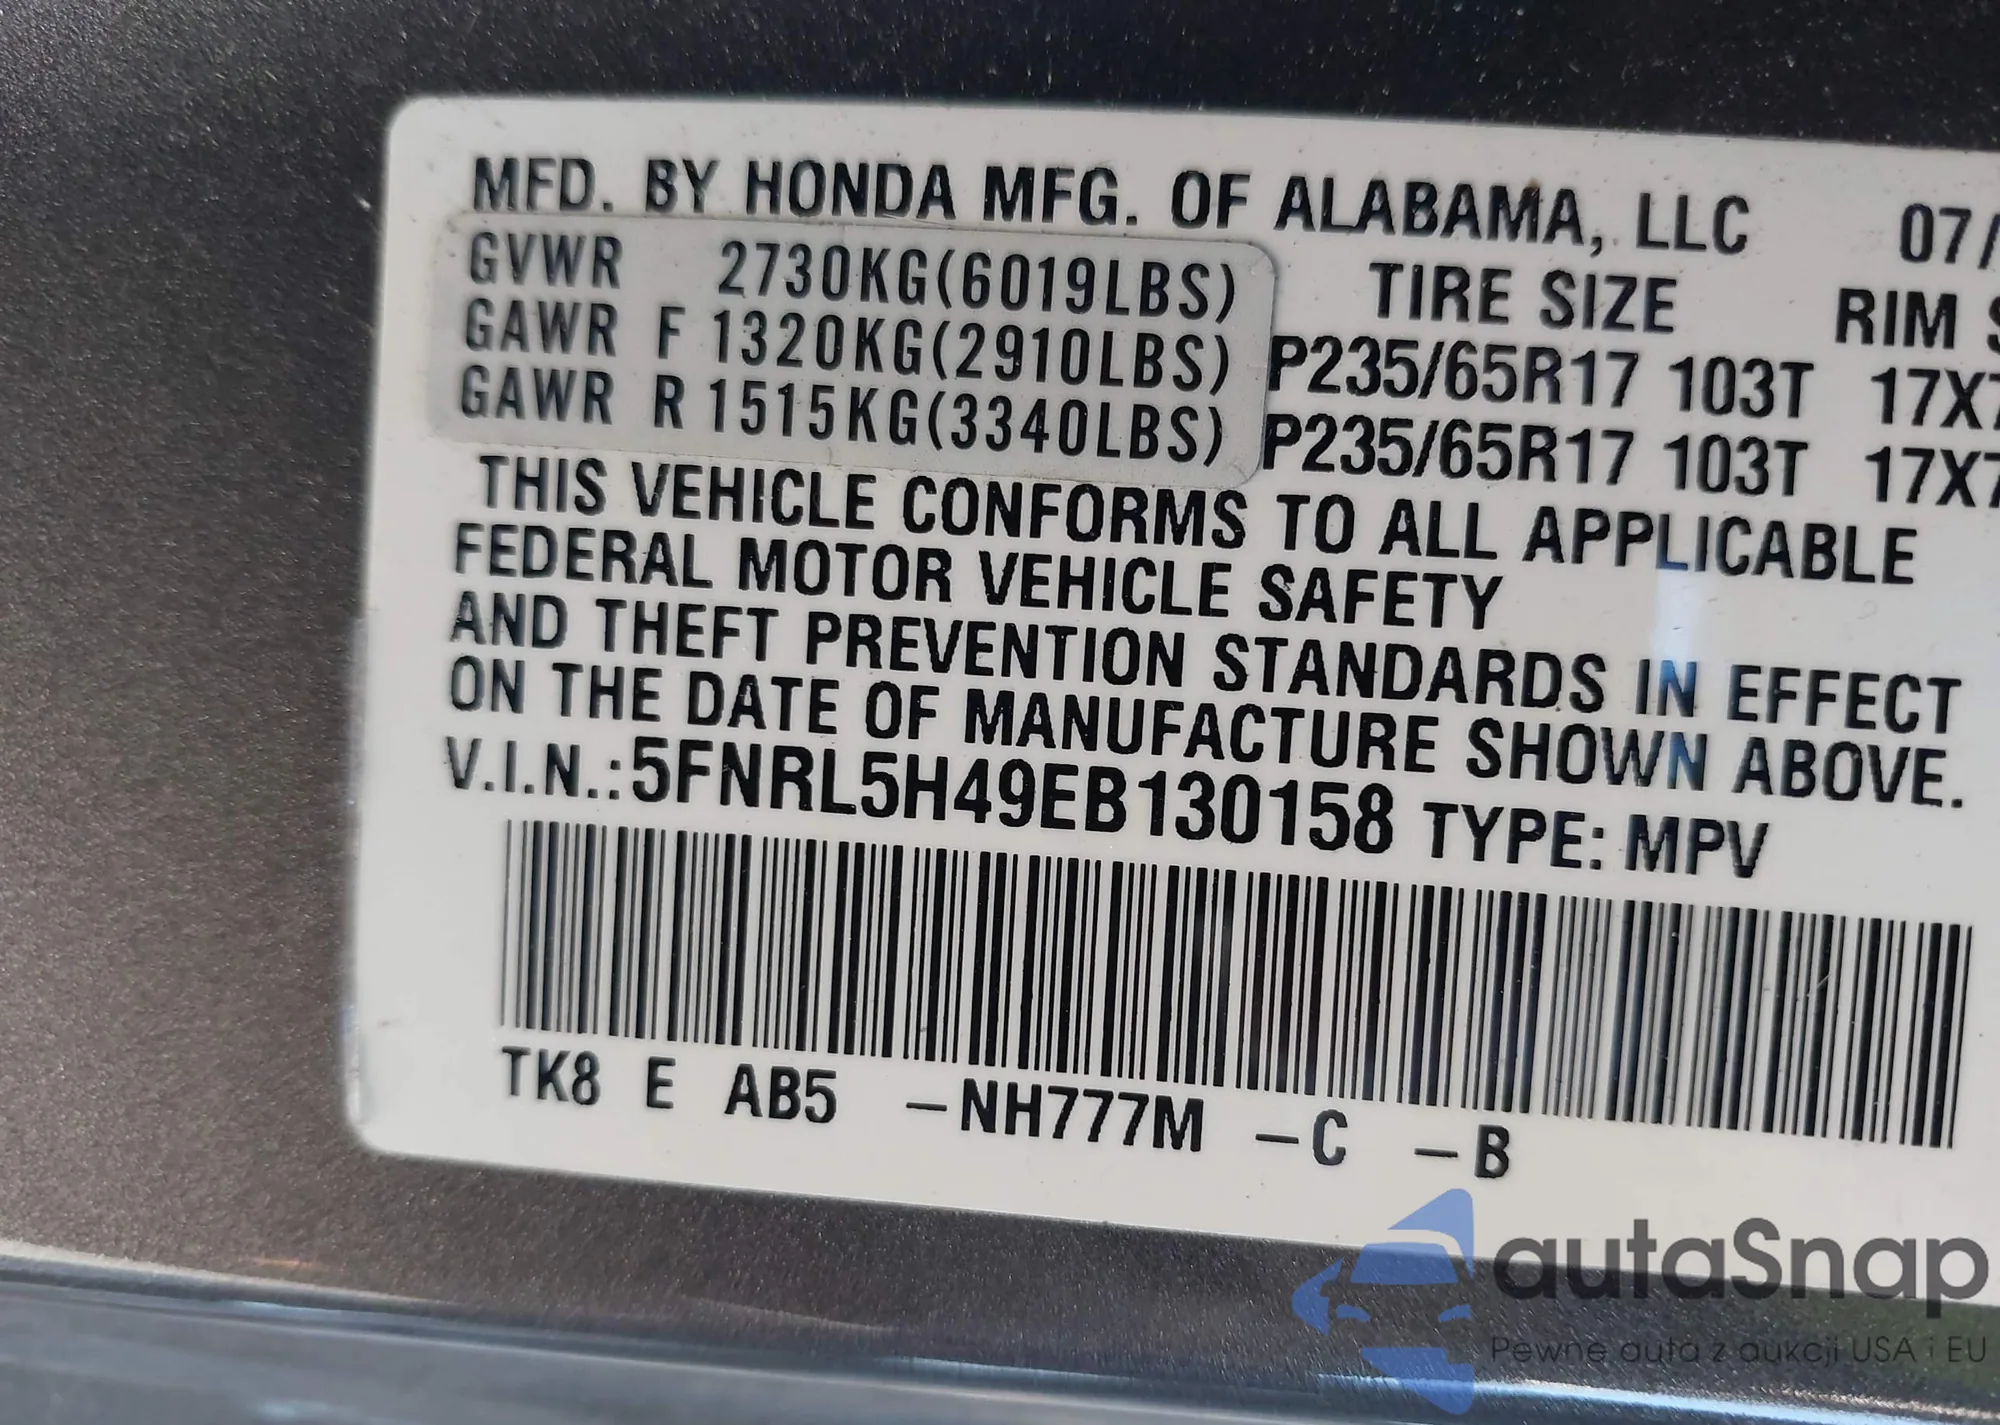 MFD. BY HONDA MFG. OF ALABAMA, LLC 07/
GVWR 2730KG(6019LBS) TIRE SIZE RIM
GAWR F 1320KG(2910LBS) P235/65R17 103T 17X7
GAWR R 1515KG(3340LBS) P235/65R17 103T 17X7
THIS VEHICLE CONFORMS TO ALL APPLICABLE
FEDERAL MOTOR VEHICLE SAFETY
AND THEFT PREVENTION STANDARDS IN EFFECT
ON THE DATE OF MANUFACTURE SHOWN ABOVE.
V.I.N.:5FNRL5H49EB130158 TYPE: MPV
TK8 E AB5 –NH777M –C –B
autaSnap
Pewne auta z aukcji USA i EU